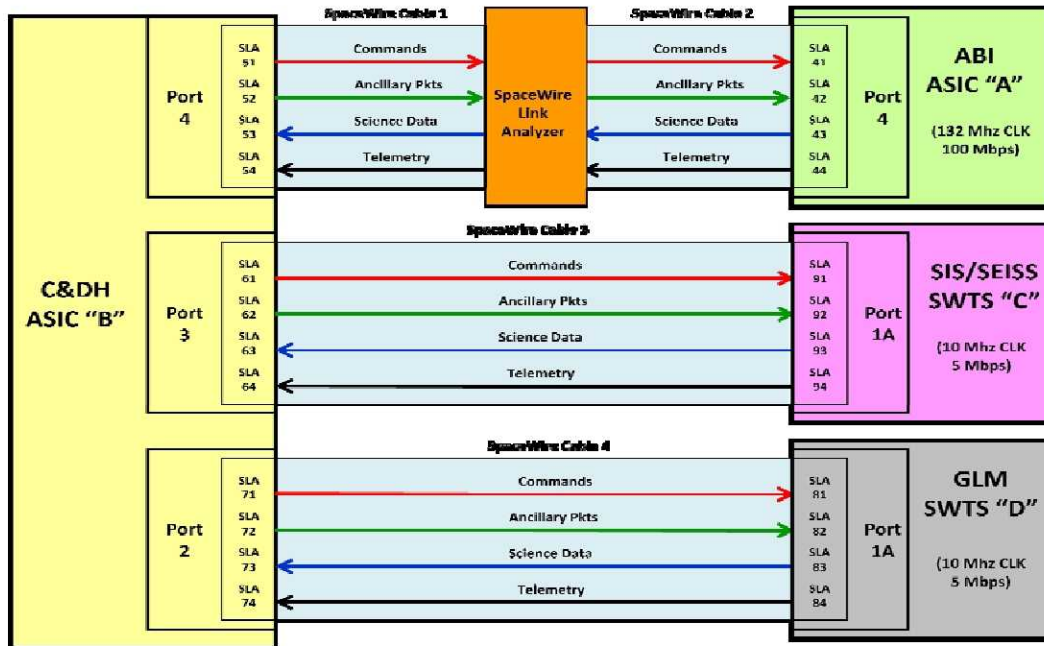 SpaceWire Cable 1
SpaceWire Cable 2
C&DH
ASIC "B"
Port
4
SLA
51
SLA
52
SLA
53
SLA
54
Commands
Ancillary Pkts
Science Data
Telemetry
SpaceWire
Link
Analyzer
Commands
Ancillary Pkts
Science Data
Telemetry
SLA
41
SLA
42
SLA
43
SLA
44
Port
4
ABI
ASIC "A"
(132 Mhz CLK
100 Mbps)
SpaceWire Cable 3
Port
3
SLA
61
SLA
62
SLA
63
SLA
64
Commands
Ancillary Pkts
Science Data
Telemetry
SLA
91
SLA
92
SLA
93
SLA
94
Port
1A
SIS/SEISS
SWTS "C"
(10 Mhz CLK
5 Mbps)
SpaceWire Cable 4
Port
2
SLA
71
SLA
72
SLA
73
SLA
74
Commands
Ancillary Pkts
Science Data
Telemetry
SLA
81
SLA
82
SLA
83
SLA
84
Port
1A
GLM
SWTS "D"
(10 Mhz CLK
5 Mbps)